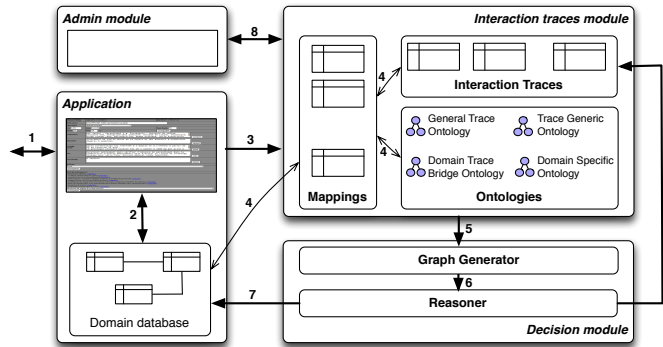 Admin module
8
Interaction traces module
4
Interaction Traces
Application
1
3
General Trace
Ontology
Trace Generic
Ontology
4
Domain Trace
Bridge Ontology
Domain Specific
Ontology
Mappings
Ontologies
2
4
5
Graph Generator
6
7
Reasoner
Domain database
Decision module